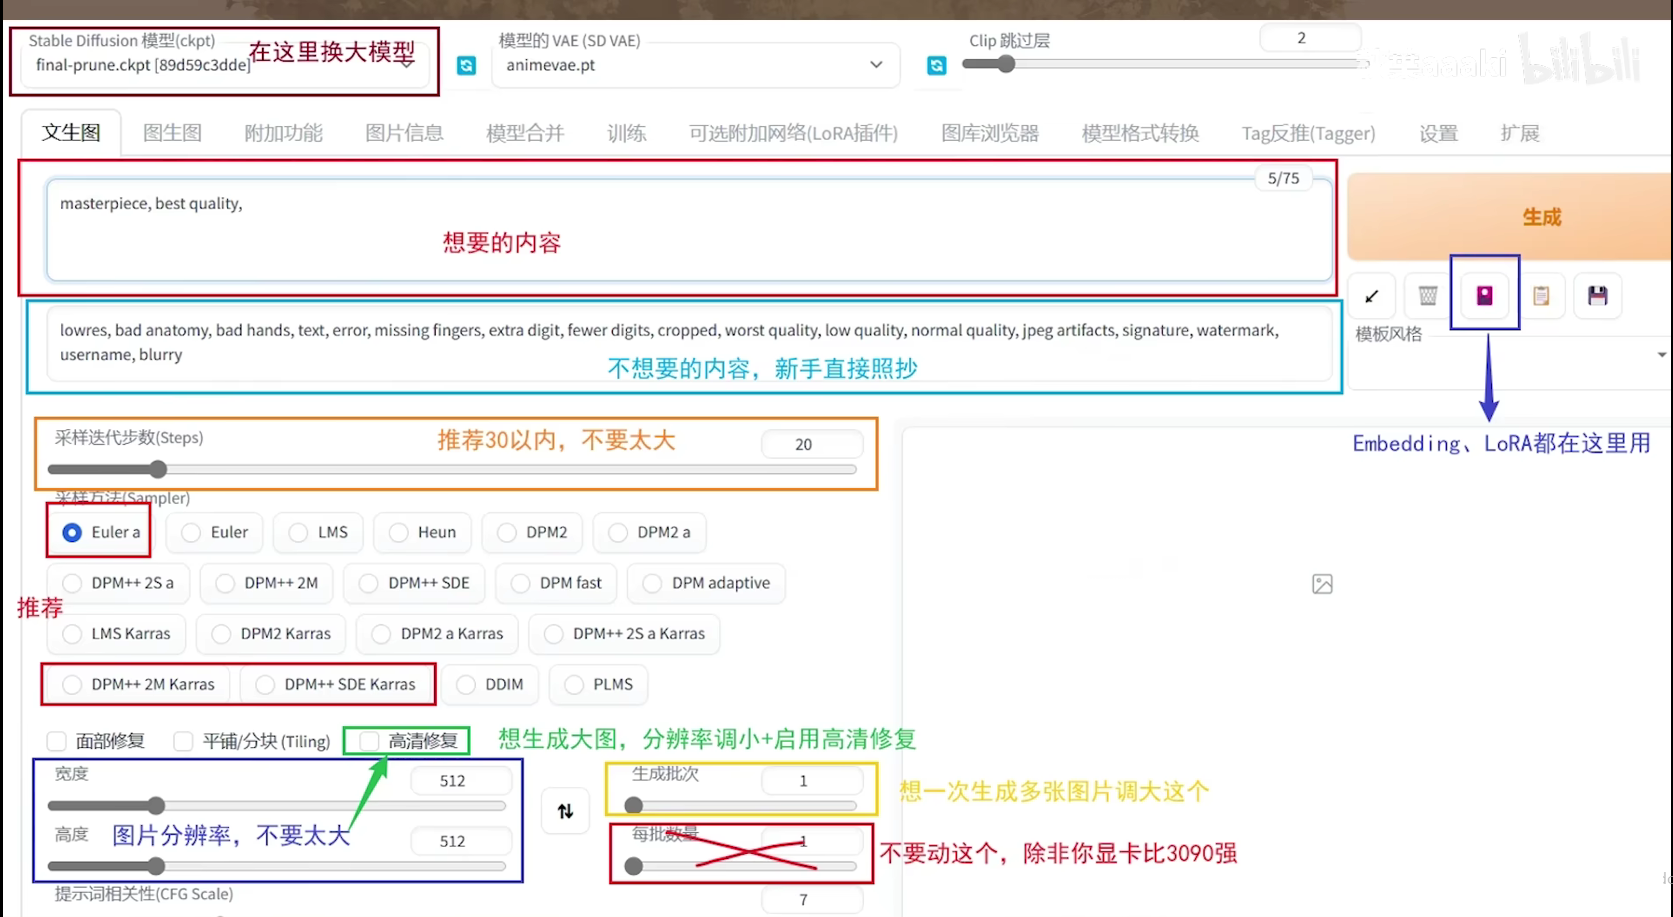 Stable Diffusion 模型(ckpt)
在这里换大模型
final-prune.ckpt [89d59c3dde]
模型的 VAE (SD VAE)
animevae.pt
Clip 跳过层
2
bilibili
文生图 图生图 附加功能 图片信息 模型合并 训练 可选附加网络(LoRA插件) 图库浏览器 模型格式转换 Tag反推(Tagger) 设置 扩展
5/75
masterpiece, best quality,
想要的内容
生成
lowres, bad anatomy, bad hands, text, error, missing fingers, extra digit, fewer digits, cropped, worst quality, low quality, normal quality, jpeg artifacts, signature, watermark,
username, blurry
不想要的内容，新手直接照抄
模板风格
Embedding、LoRA都在这里用
采样迭代步数(Steps)
推荐30以内，不要太大
20
采样方法(Sampler)
Euler a Euler LMS Heun DPM2 DPM2 a
DPM++ 2S a DPM++ 2M DPM++ SDE DPM fast DPM adaptive
推荐
LMS Karras DPM2 Karras DPM2 a Karras DPM++ 2S a Karras
DPM++ 2M Karras DPM++ SDE Karras DDIM PLMS
面部修复 平铺/分块 (Tiling) 高清修复
想生成大图，分辨率调小+启用高清修复
宽度
512
生成批次
1
想一次生成多张图片调大这个
高度
图片分辨率，不要太大
512
每批数量
1
不要动这个，除非你显卡比3090强
提示词相关性(CFG Scale)
7